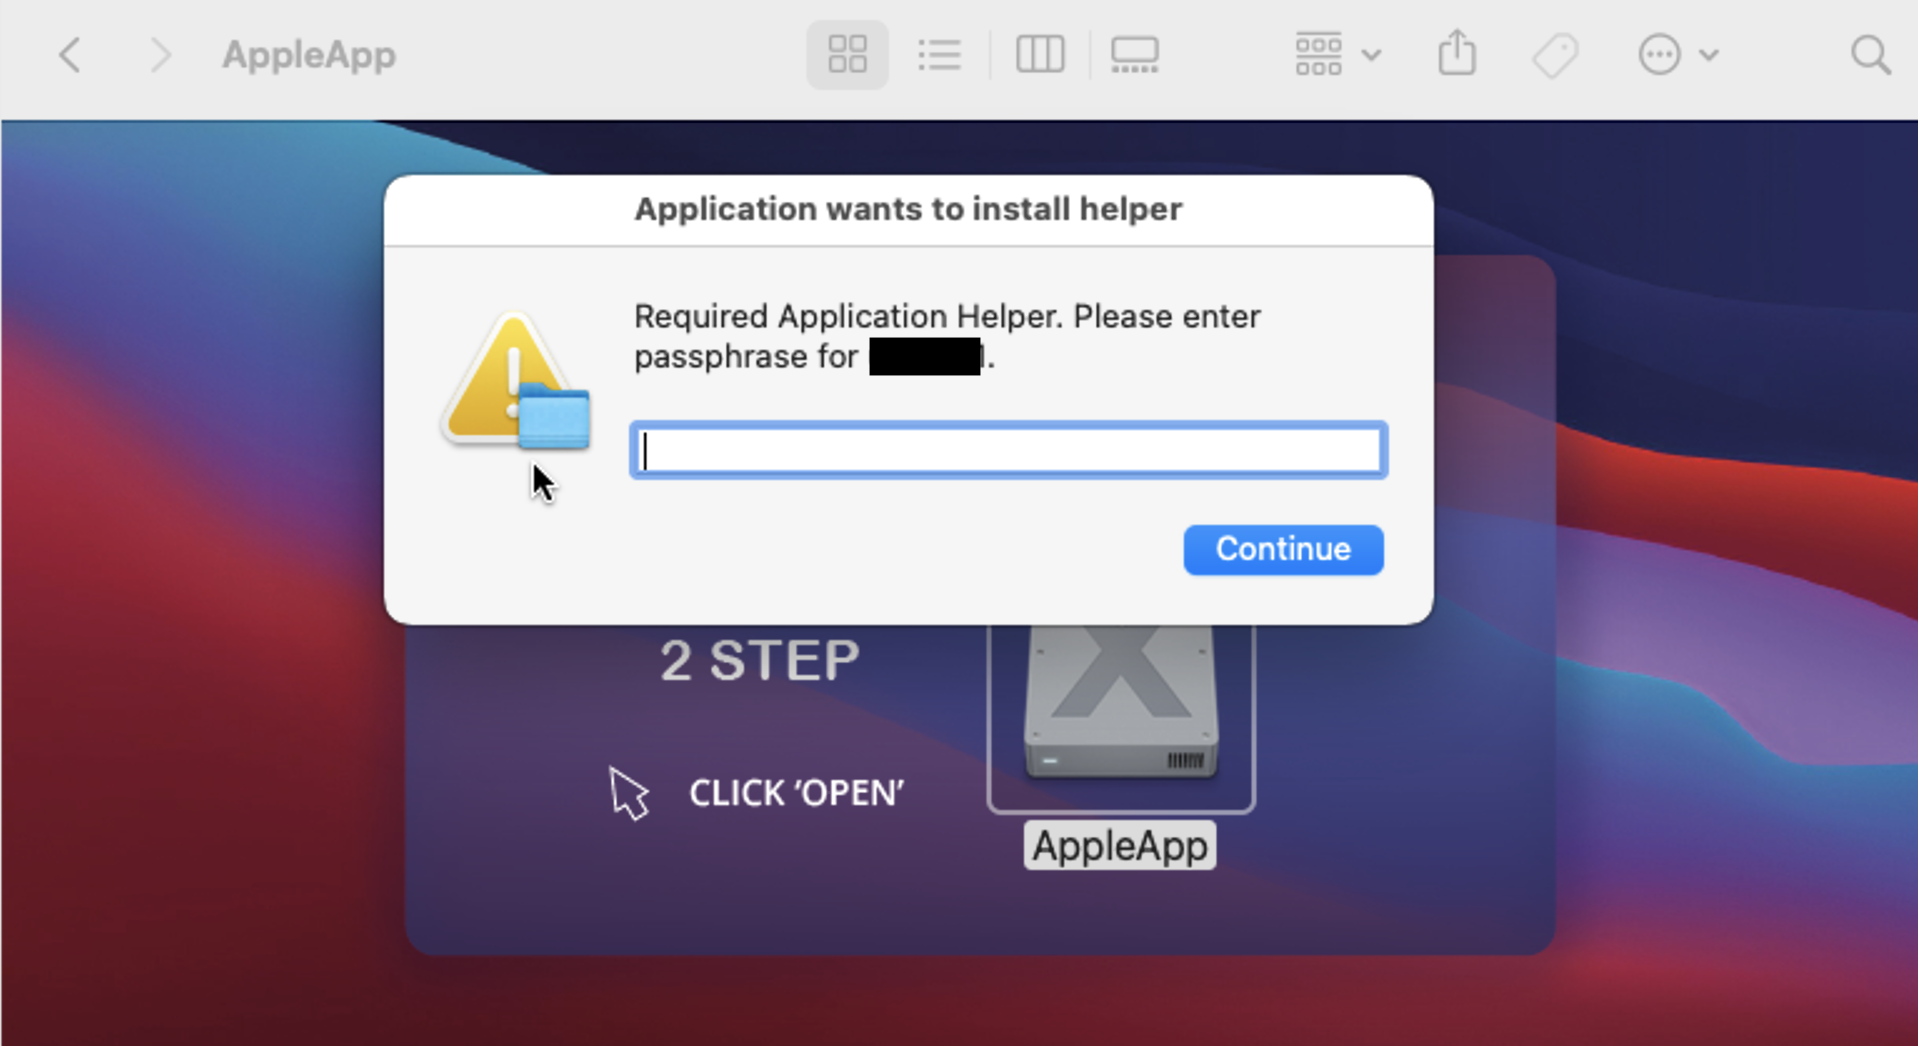 AppleApp
Application wants to install helper
Required Application Helper. Please enter
passphrase for
Continue
2 STEP
CLICK ‘OPEN’
AppleApp